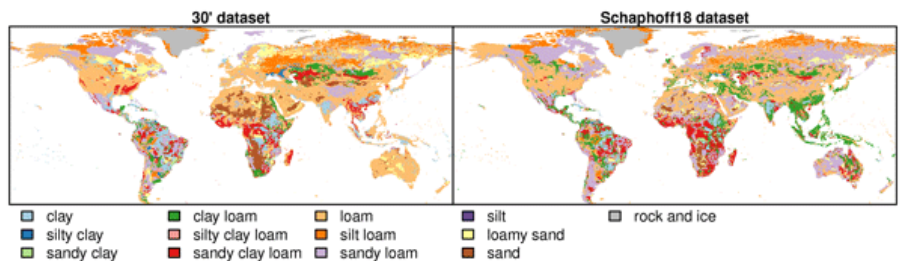 30' dataset
Schaphoff18 dataset
clay
clay loam
loam
silt
rock and ice
silty clay
silty clay loam
silt loam
loamy sand
sandy clay
sandy clay loam
sandy loam
sand